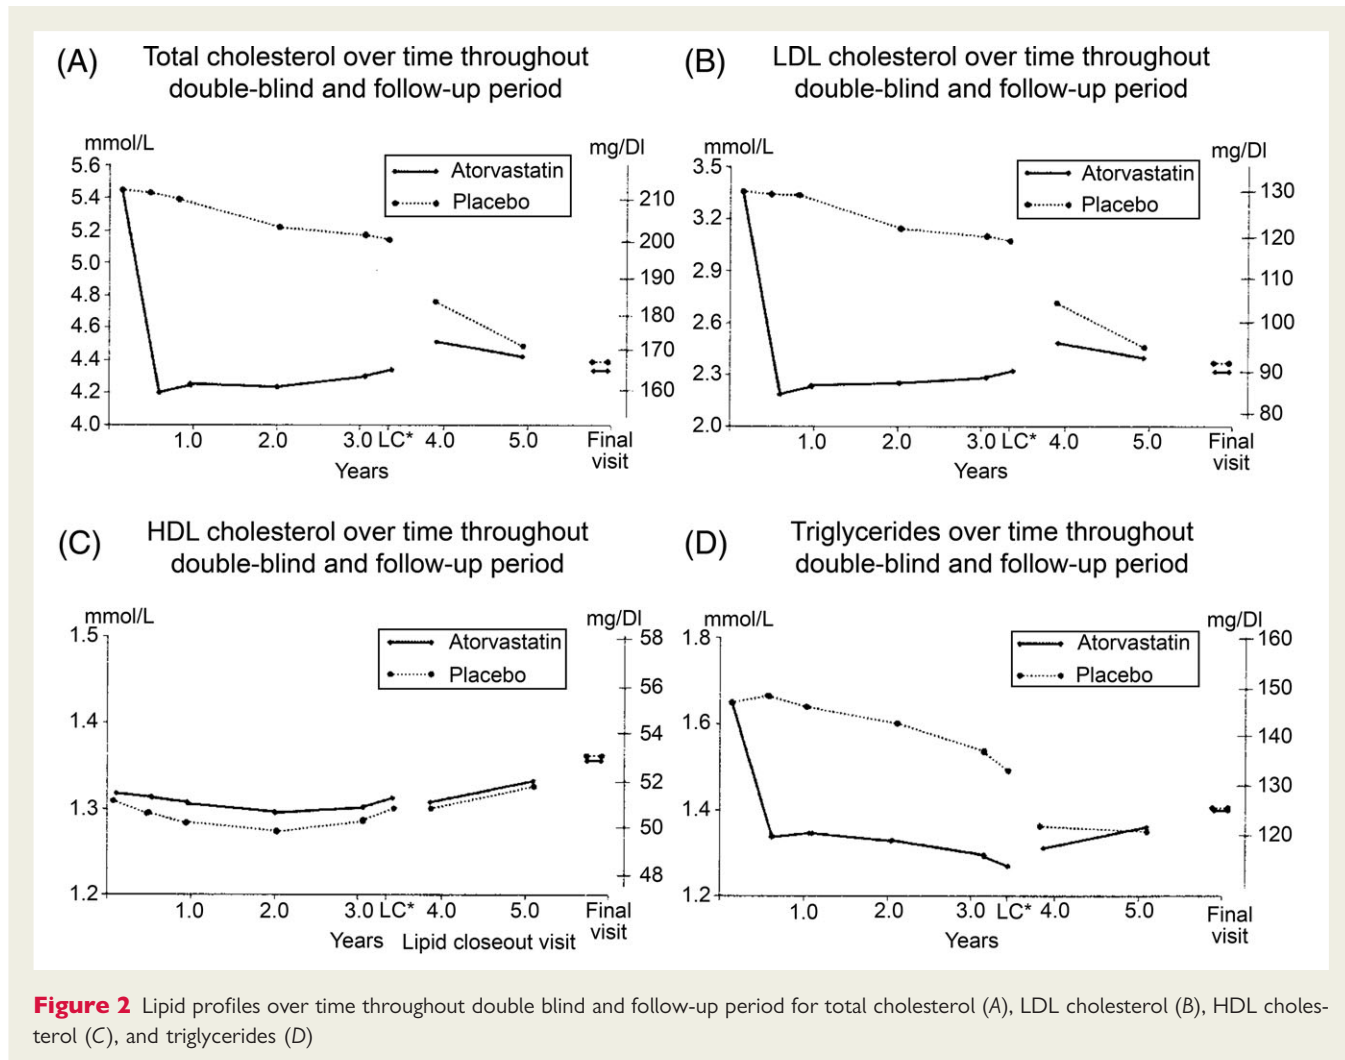 (A) Total cholesterol over time throughout
double-blind and follow-up period
mmol/L
mg/Dl
5.6
5.4
5.2
5.0
4.8
4.6
4.4
4.2
4.0
Atorvastatin
Placebo
210
200
190
180
170
160
1.0 2.0 3.0 LC* 4.0 5.0 Final
visit
Years
(B) LDL cholesterol over time throughout
double-blind and follow-up period
mmol/L
mg/Dl
3.5
3.2
2.9
2.6
2.3
2.0
Atorvastatin
Placebo
130
120
110
100
90
80
1.0 2.0 3.0 LC* 4.0 5.0 Final
visit
Years
(C) HDL cholesterol over time throughout
double-blind and follow-up period
mmol/L
mg/Dl
1.5
1.4
1.3
1.2
Atorvastatin
Placebo
58
56
54
52
50
48
1.0 2.0 3.0 LC* 4.0 5.0 Final
visit
Years Lipid closeout visit
(D) Triglycerides over time throughout
double-blind and follow-up period
mmol/L
mg/Dl
1.8
1.6
1.4
1.2
Atorvastatin
Placebo
160
150
140
130
120
1.0 2.0 3.0 LC* 4.0 5.0 Final
visit
Years
Figure 2 Lipid profiles over time throughout double blind and follow-up period for total cholesterol (A), LDL cholesterol (B), HDL choles-
terol (C), and triglycerides (D)